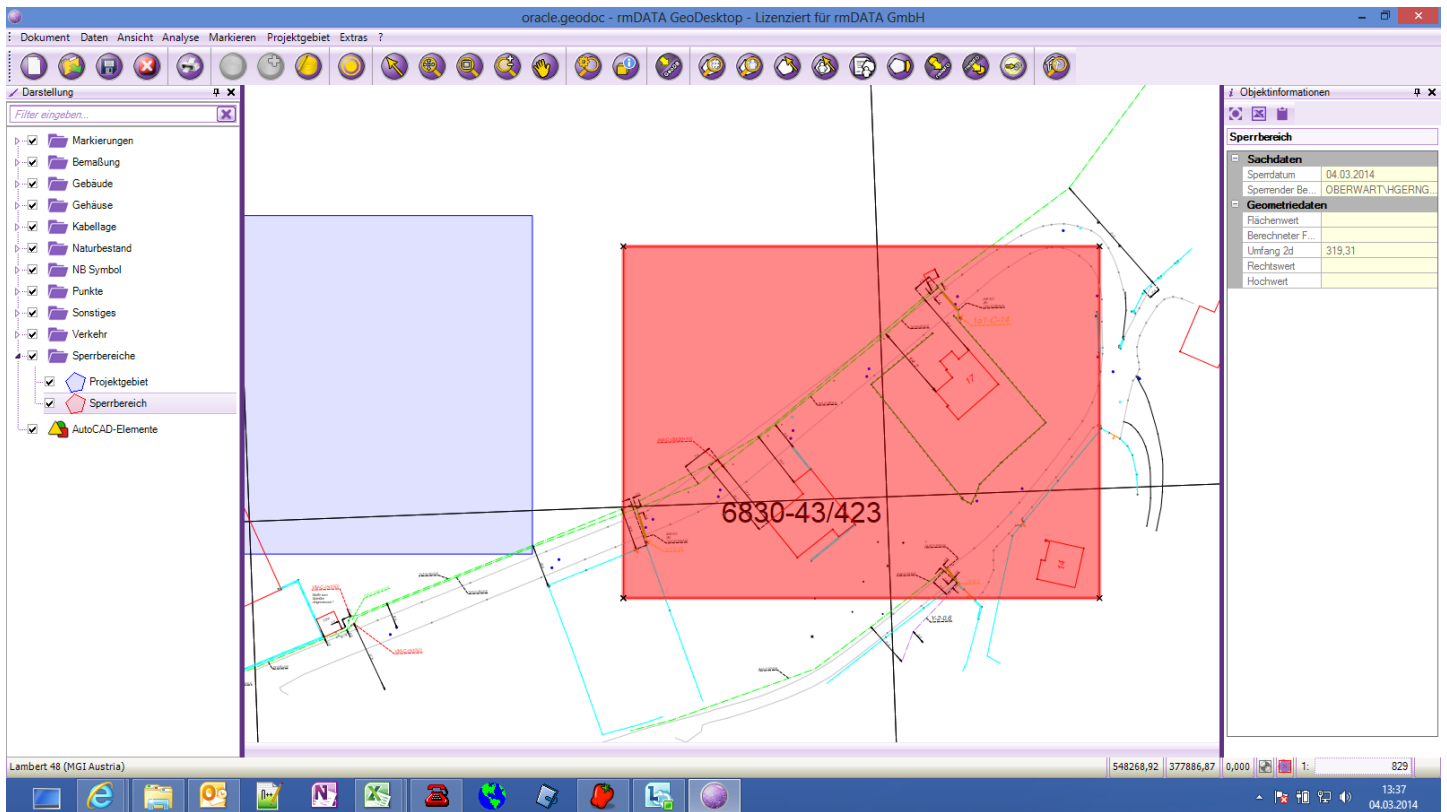 oracle.geodoc - rmDATA GeoDesktop - Lizenziert für rmDATA GmbH
Dokument Daten Ansicht Analyse Markieren Projektgebiet Extras ?
Darstellung
Filter eingeben...
Markierungen
Bemaßung
Gebäude
Gehäuse
Kabellage
Naturbestand
NB Symbol
Punkte
Sonstiges
Verkehr
Sperrbereiche
Projektgebiet
Sperrbereich
AutoCAD-Elemente
17
6830-43/423
14
Objektinformationen
Sperrbereich
Sachdaten
Sperrdatum 04.03.2014
Sperrender Be... OBERWART\HGERNG...
Geometriedaten
Flächenwert
Berechneter F...
Umfang 2d 319,31
Rechtswert
Hochwert
Lambert 48 (MGI Austria)
548268,92 377886,87 0,000 1: 829
13:37
04.03.2014